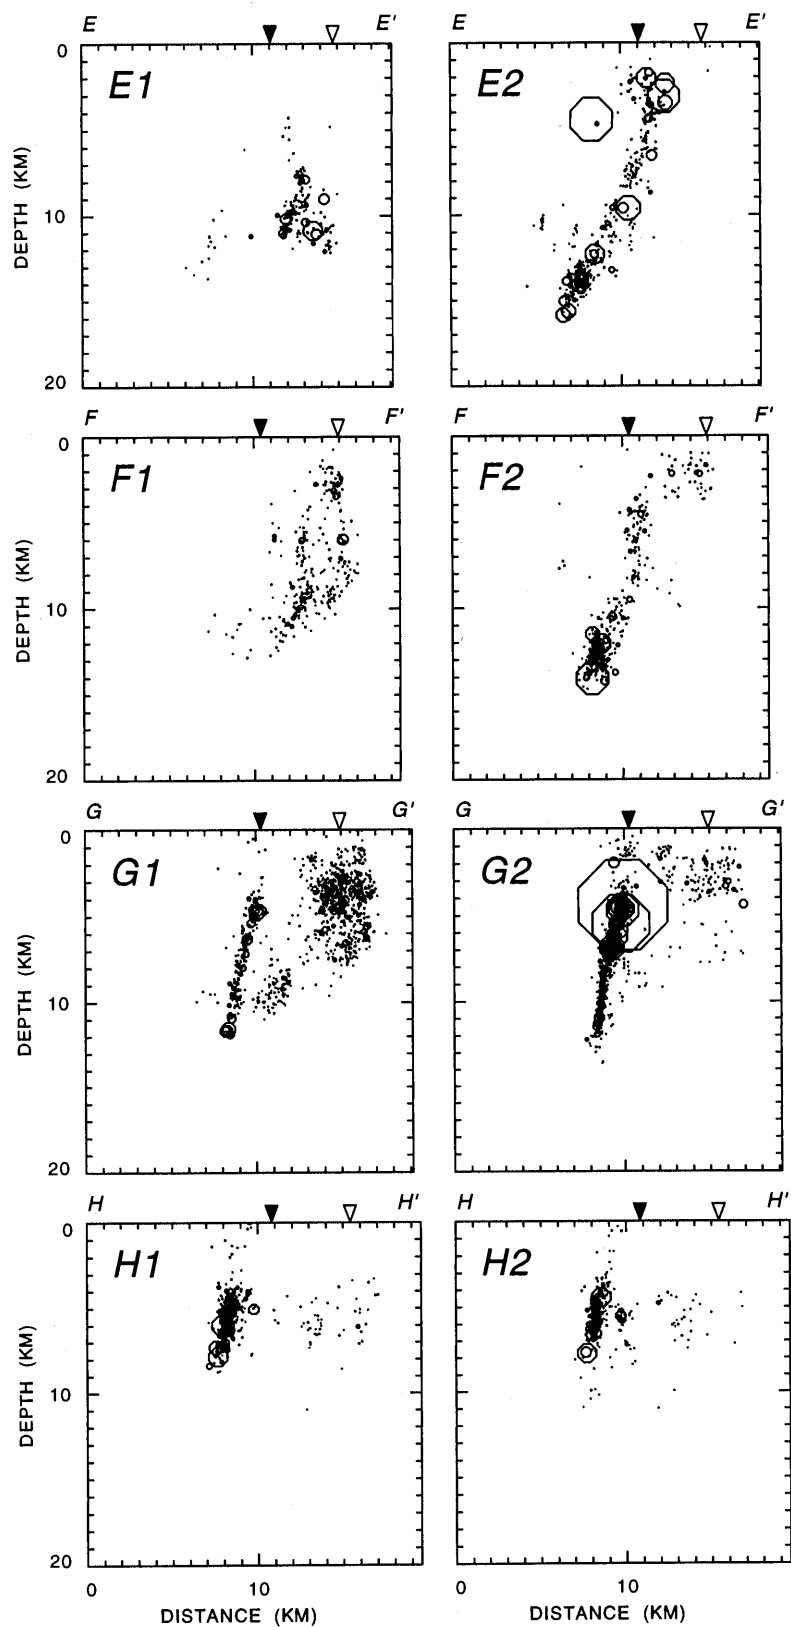 E E' E E'
0
E1 E2
DEPTH (KM)
10
20
F F' F F'
0
F1 F2
DEPTH (KM)
10
20
G G' G G'
0
G1 G2
DEPTH (KM)
10
20
H H' H H'
0
H1 H2
DEPTH (KM)
10
20
0 10 0 10
DISTANCE (KM) DISTANCE (KM)